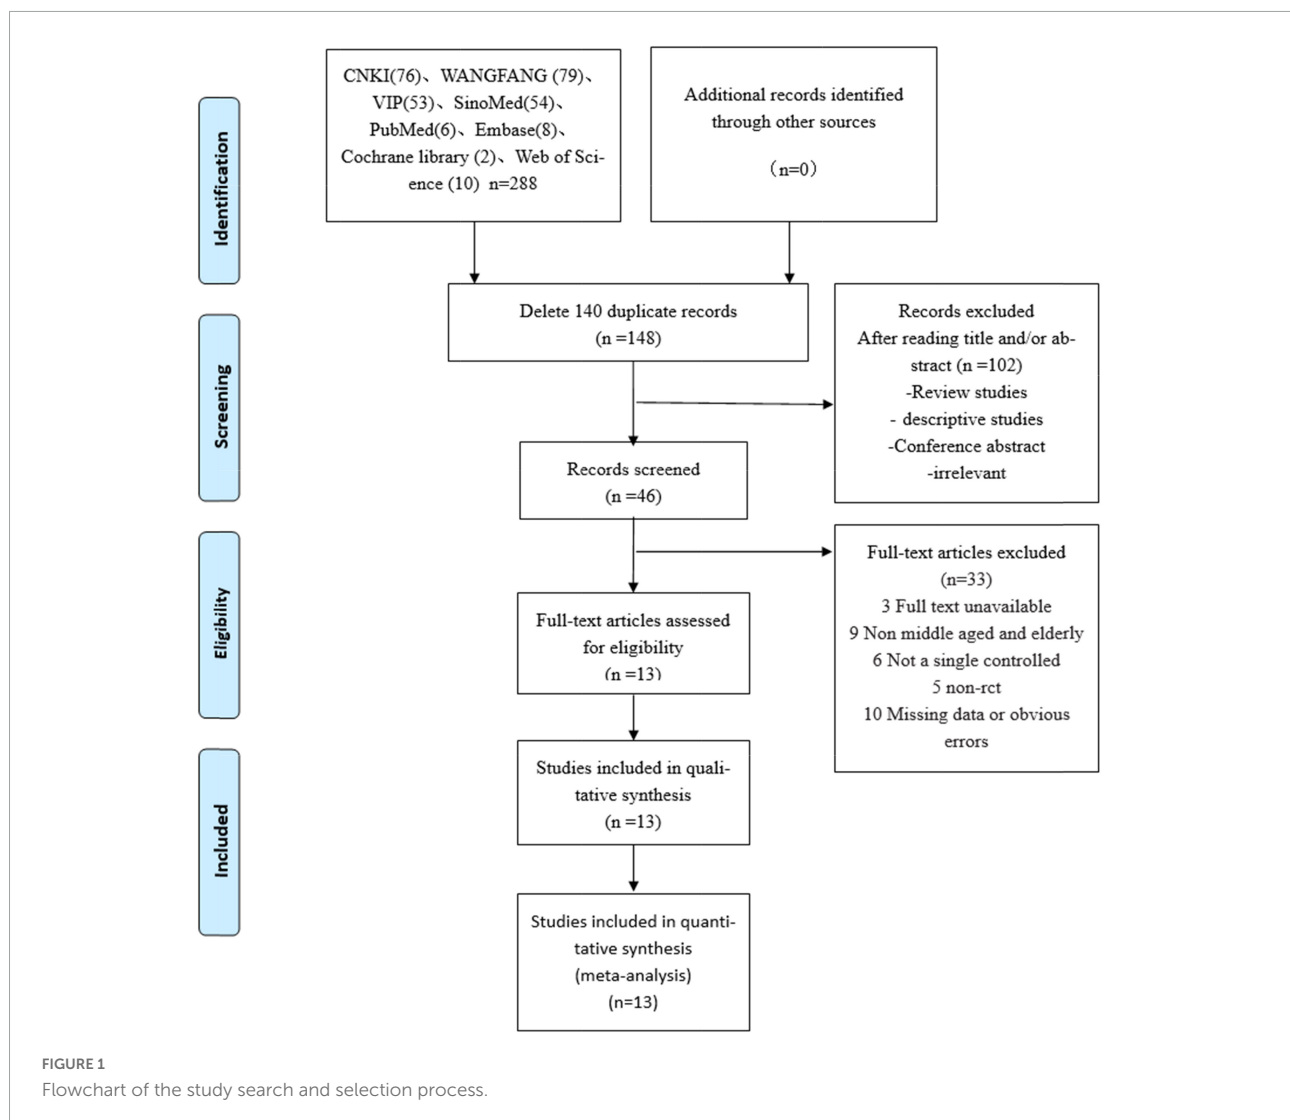 CNKI(76)、WANGFANG (79)、
VIP(53)、SinoMed(54)、
PubMed(6)、Embase(8)、
Cochrane library (2)、Web of Sci-
ence (10) n=288
Additional records identified
through other sources
（n=0）
Identification
Delete 140 duplicate records
(n =148)
Records excluded
After reading title and/or ab-
stract (n =102)
-Review studies
- descriptive studies
-Conference abstract
-irrelevant
Screening
Records screened
(n =46)
Full-text articles excluded
(n=33)
3 Full text unavailable
9 Non middle aged and elderly
6 Not a single controlled
5 non-rct
10 Missing data or obvious
errors
Eligibility
Full-text articles assessed
for eligibility
(n =13)
Studies included in quali-
tative synthesis
(n =13)
Included
Studies included in quanti-
tative synthesis
(meta-analysis)
(n=13)
FIGURE 1
Flowchart of the study search and selection process.